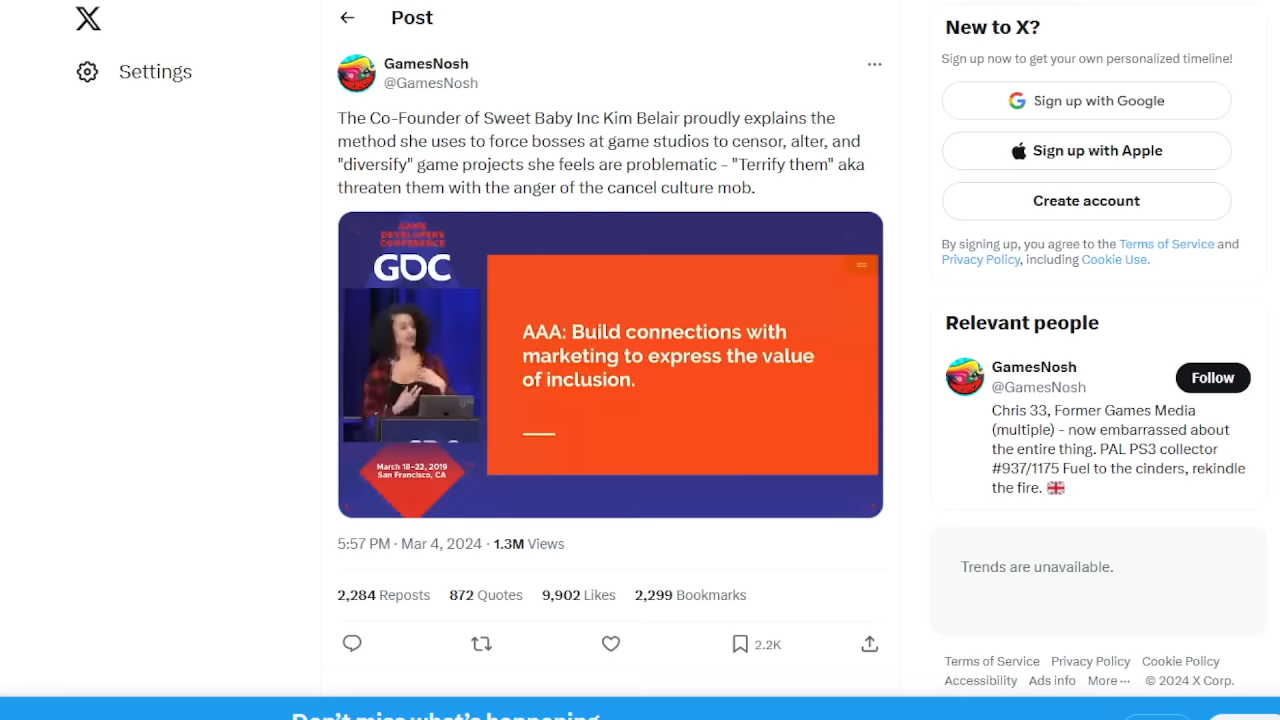 Post
Settings
GamesNosh
@GamesNosh
The Co-Founder of Sweet Baby Inc Kim Belair proudly explains the
method she uses to force bosses at game studios to censor, alter, and
"diversify" game projects she feels are problematic - "Terrify them" aka
threaten them with the anger of the cancel culture mob.
GAME
DEVELOPERS
CONFERENCE
GDC
AAA: Build connections with
marketing to express the value
of inclusion.
March 18-22, 2019
San Francisco, CA
5:57 PM · Mar 4, 2024 · 1.3M Views
2,284 Reposts 872 Quotes 9,902 Likes 2,299 Bookmarks
2.2K
New to X?
Sign up now to get your own personalized timeline!
Sign up with Google
Sign up with Apple
Create account
By signing up, you agree to the Terms of Service and
Privacy Policy, including Cookie Use.
Relevant people
GamesNosh
@GamesNosh
Follow
Chris 33, Former Games Media
(multiple) - now embarrassed about
the entire thing. PAL PS3 collector
#937/1175 Fuel to the cinders, rekindle
the fire. 🇬🇧
Trends are unavailable.
Terms of Service Privacy Policy Cookie Policy
Accessibility Ads info More ··· © 2024 X Corp.
Don't miss what's happening